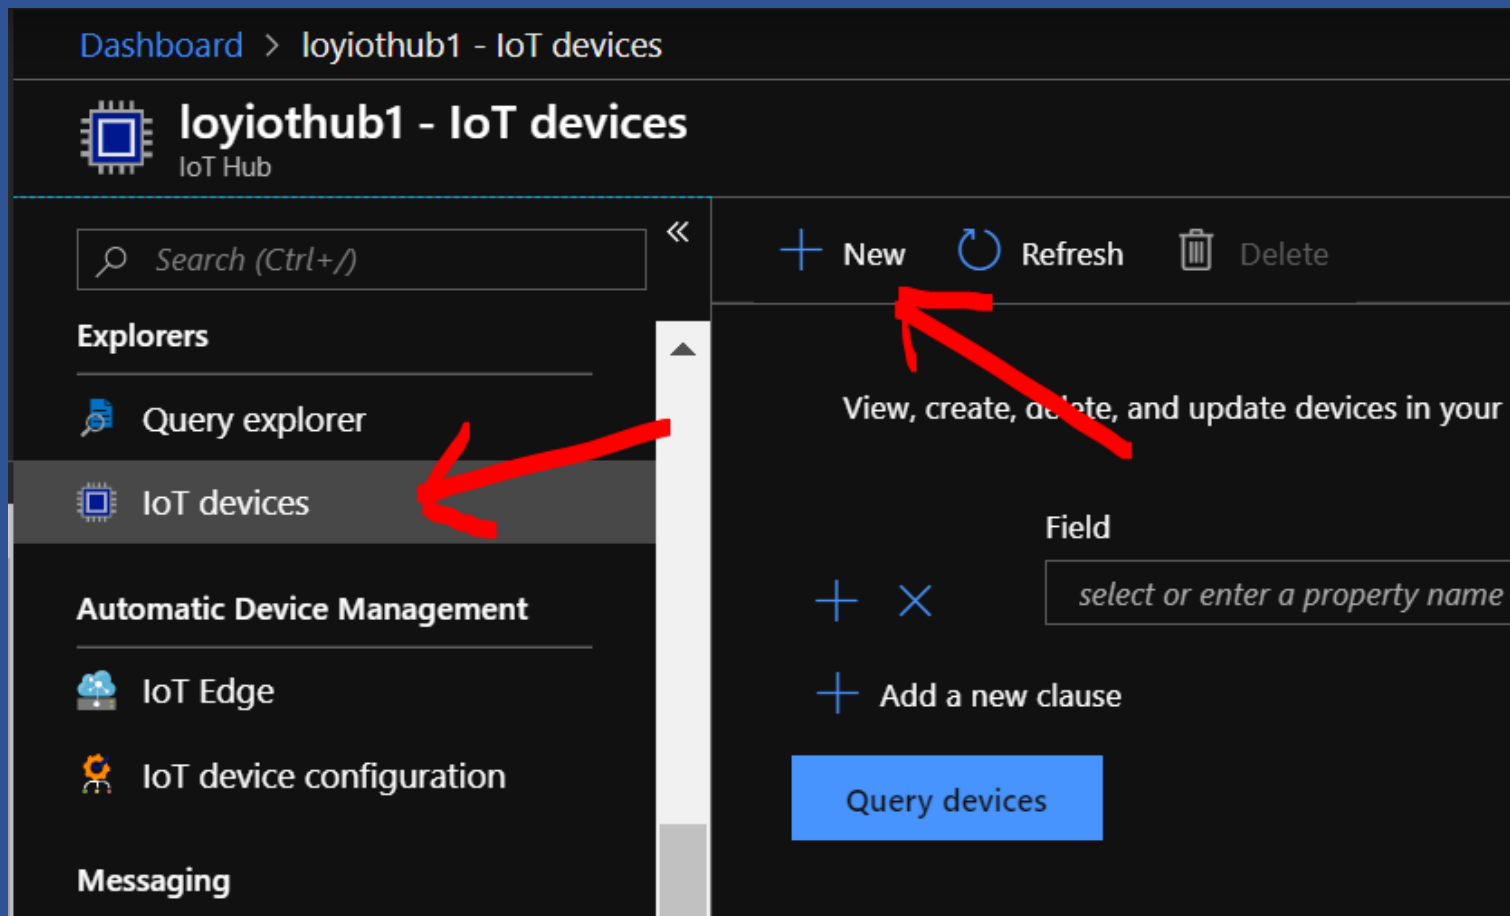 Dashboard > loyiothub1 - IoT devices
loyiothub1 - IoT devices
IoT Hub
Search (Ctrl+/)
«
New Refresh Delete
Explorers
Query explorer
IoT devices
Automatic Device Management
IoT Edge
IoT device configuration
Messaging
View, create, delete, and update devices in your
Field
select or enter a property name
Add a new clause
Query devices